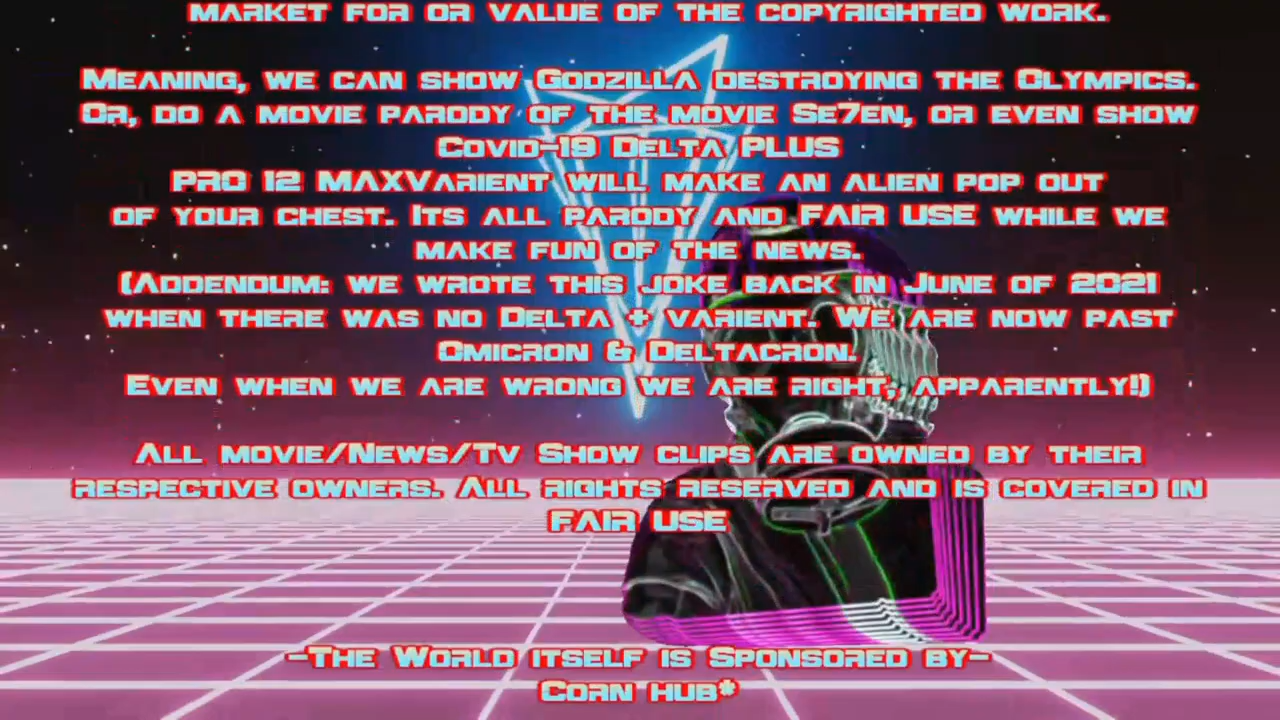 MARKET FOR OR VALUE OF THE COPYRIGHTED WORK.
MEANING, WE CAN SHOW GODZILLA DESTROYING THE OLYMPICS.
OR, DO A MOVIE PARODY OF THE MOVIE SE7EN, OR EVEN SHOW
COVID-19 DELTA PLUS
PRO 12 MAXVARIENT WILL MAKE AN ALIEN POP OUT
OF YOUR CHEST. ITS ALL PARODY AND FAIR USE WHILE WE
MAKE FUN OF THE NEWS.
(ADDENDUM: WE WROTE THIS JOKE BACK IN JUNE OF 2021
WHEN THERE WAS NO DELTA + VARIENT. WE ARE NOW PAST
OMICRON & DELTACRON.
EVEN WHEN WE ARE WRONG WE ARE RIGHT, APPARENTLY!)
ALL MOVIE/NEWS/TV SHOW CLIPS ARE OWNED BY THEIR
RESPECTIVE OWNERS. ALL RIGHTS RESERVED AND IS COVERED IN
FAIR USE
-THE WORLD ITSELF IS SPONSORED BY-
CORN HUB*